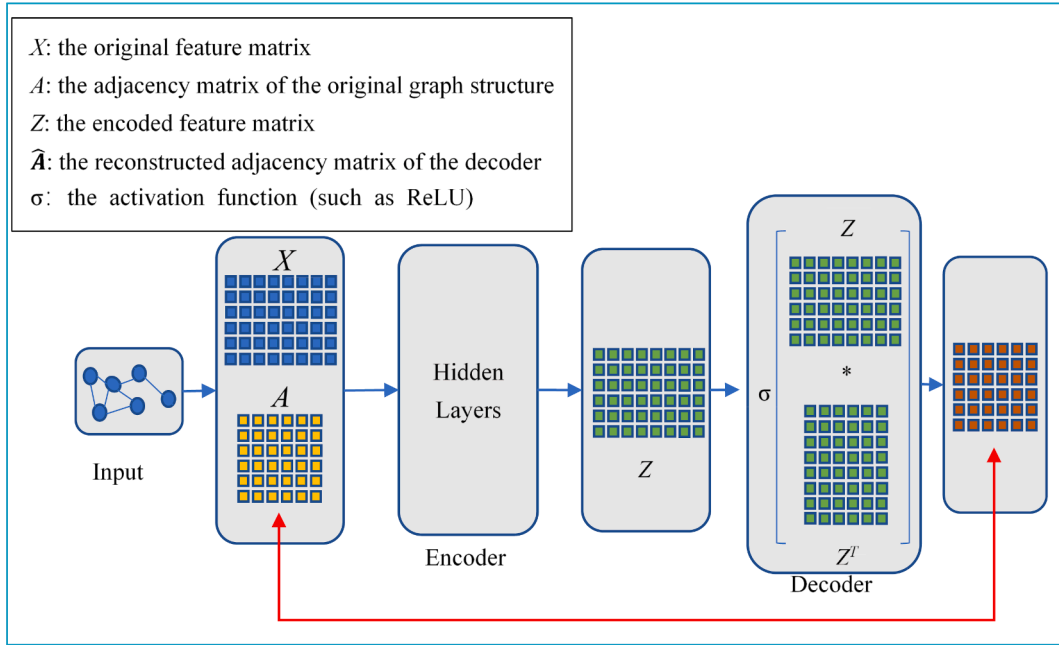 X: the original feature matrix
A: the adjacency matrix of the original graph structure
Z: the encoded feature matrix
Â: the reconstructed adjacency matrix of the decoder
σ: the activation function (such as ReLU)
X
A
Input
Hidden
Layers
Encoder
Z
σ
Z
*
Z^T
Decoder